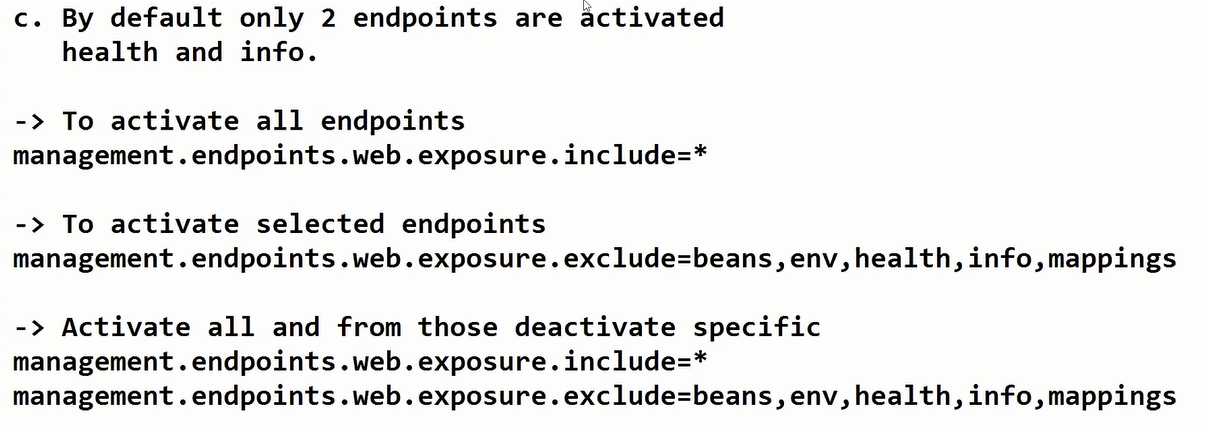 c. By default only 2 endpoints are activated
health and info.
-> To activate all endpoints
management.endpoints.web.exposure.include=*
-> To activate selected endpoints
management.endpoints.web.exposure.exclude=beans,env,health,info,mappings
-> Activate all and from those deactivate specific
management.endpoints.web.exposure.include=*
management.endpoints.web.exposure.exclude=beans,env,health,info,mappings